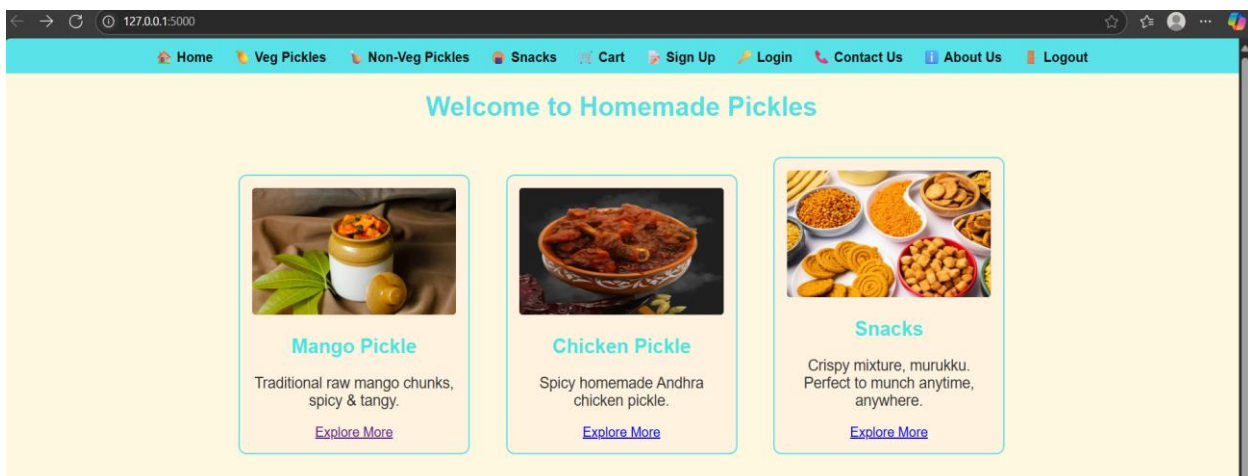 127.0.0.1:5000
Home Veg Pickles Non-Veg Pickles Snacks Cart Sign Up Login Contact Us About Us Logout
Welcome to Homemade Pickles
Mango Pickle
Traditional raw mango chunks,
spicy & tangy.
Explore More
Chicken Pickle
Spicy homemade Andhra
chicken pickle.
Explore More
Snacks
Crispy mixture, murukku.
Perfect to munch anytime,
anywhere.
Explore More